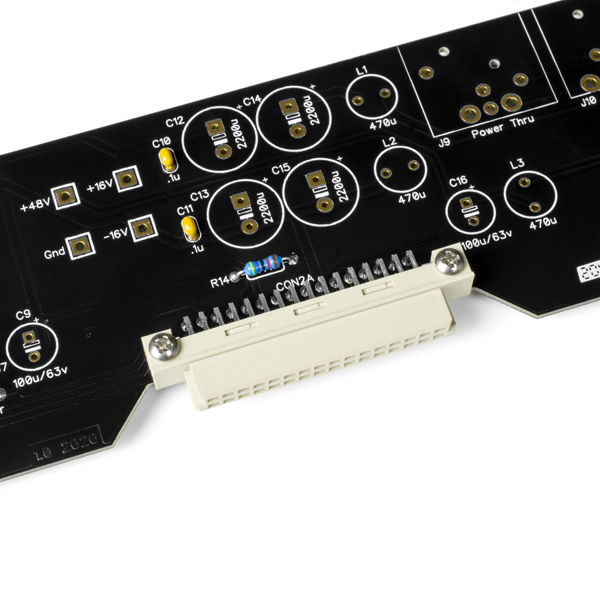 C12
C14
2200u
2200u
L1
470u
J9 Power Thru
J10
C10
.1u
+48V
+16V
C13
C15
2200u
2200u
L2
470u
C16
100u/63v
L3
470u
C11
.1u
-16V
Gnd
R14
CON2A
C9
100u/63v
1.0 2020